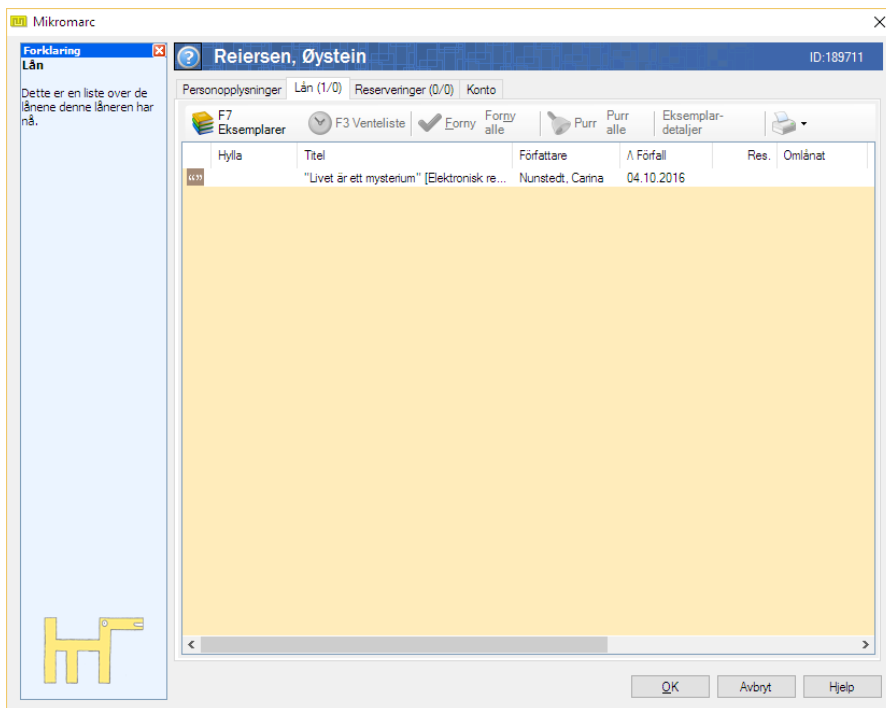 Mikromarc
Forklaring
Lån
Dette er en liste over de
lånene denne låneren har
nå.
Reiersen, Øystein
ID:189711
Personopplysninger Lån (1/0) Reserveringer (0/0) Konto
F7
Eksemplarer
F3 Venteliste
Forny
Forny
alle
Purr
Purr
alle
Eksemplar-
detaljer
Hylla Titel Författare /\ Förfall Res. Omlånat
"Livet är ett mysterium" [Elektronisk re... Nunstedt, Carina 04.10.2016
OK Avbryt Hjelp